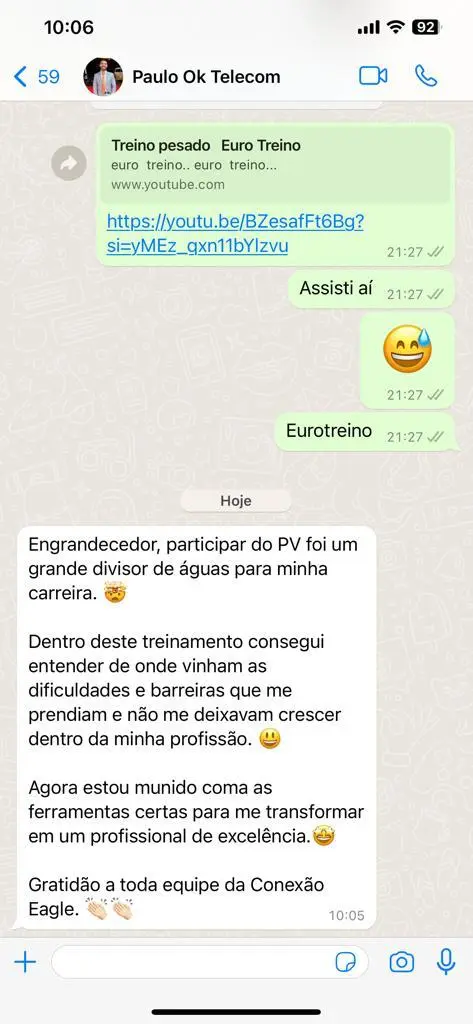 10:06
92
59
Paulo Ok Telecom
Treino pesado Euro Treino
euro treino.. euro treino...
www.youtube.com
https://youtu.be/BZesafFt6Bg?
si=yMEz_qxn11bYIzvu
21:27
Assisti aí
21:27
21:27
Eurotreino
21:27
Hoje
Engrandecedor, participar do PV foi um
grande divisor de águas para minha
carreira. 🤯
Dentro deste treinamento consegui
entender de onde vinham as
dificuldades e barreiras que me
prendiam e não me deixavam crescer
dentro da minha profissão. 😃
Agora estou munido coma as
ferramentas certas para me transformar
em um profissional de excelência.🤩
Gratidão a toda equipe da Conexão
Eagle. 👏🏻👏🏻
10:05